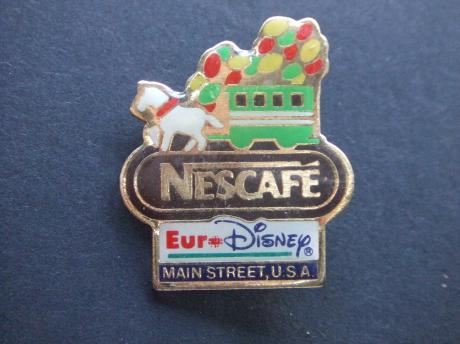 NESCAFÉ
Euro Disney ®
MAIN STREET, U.S.A.